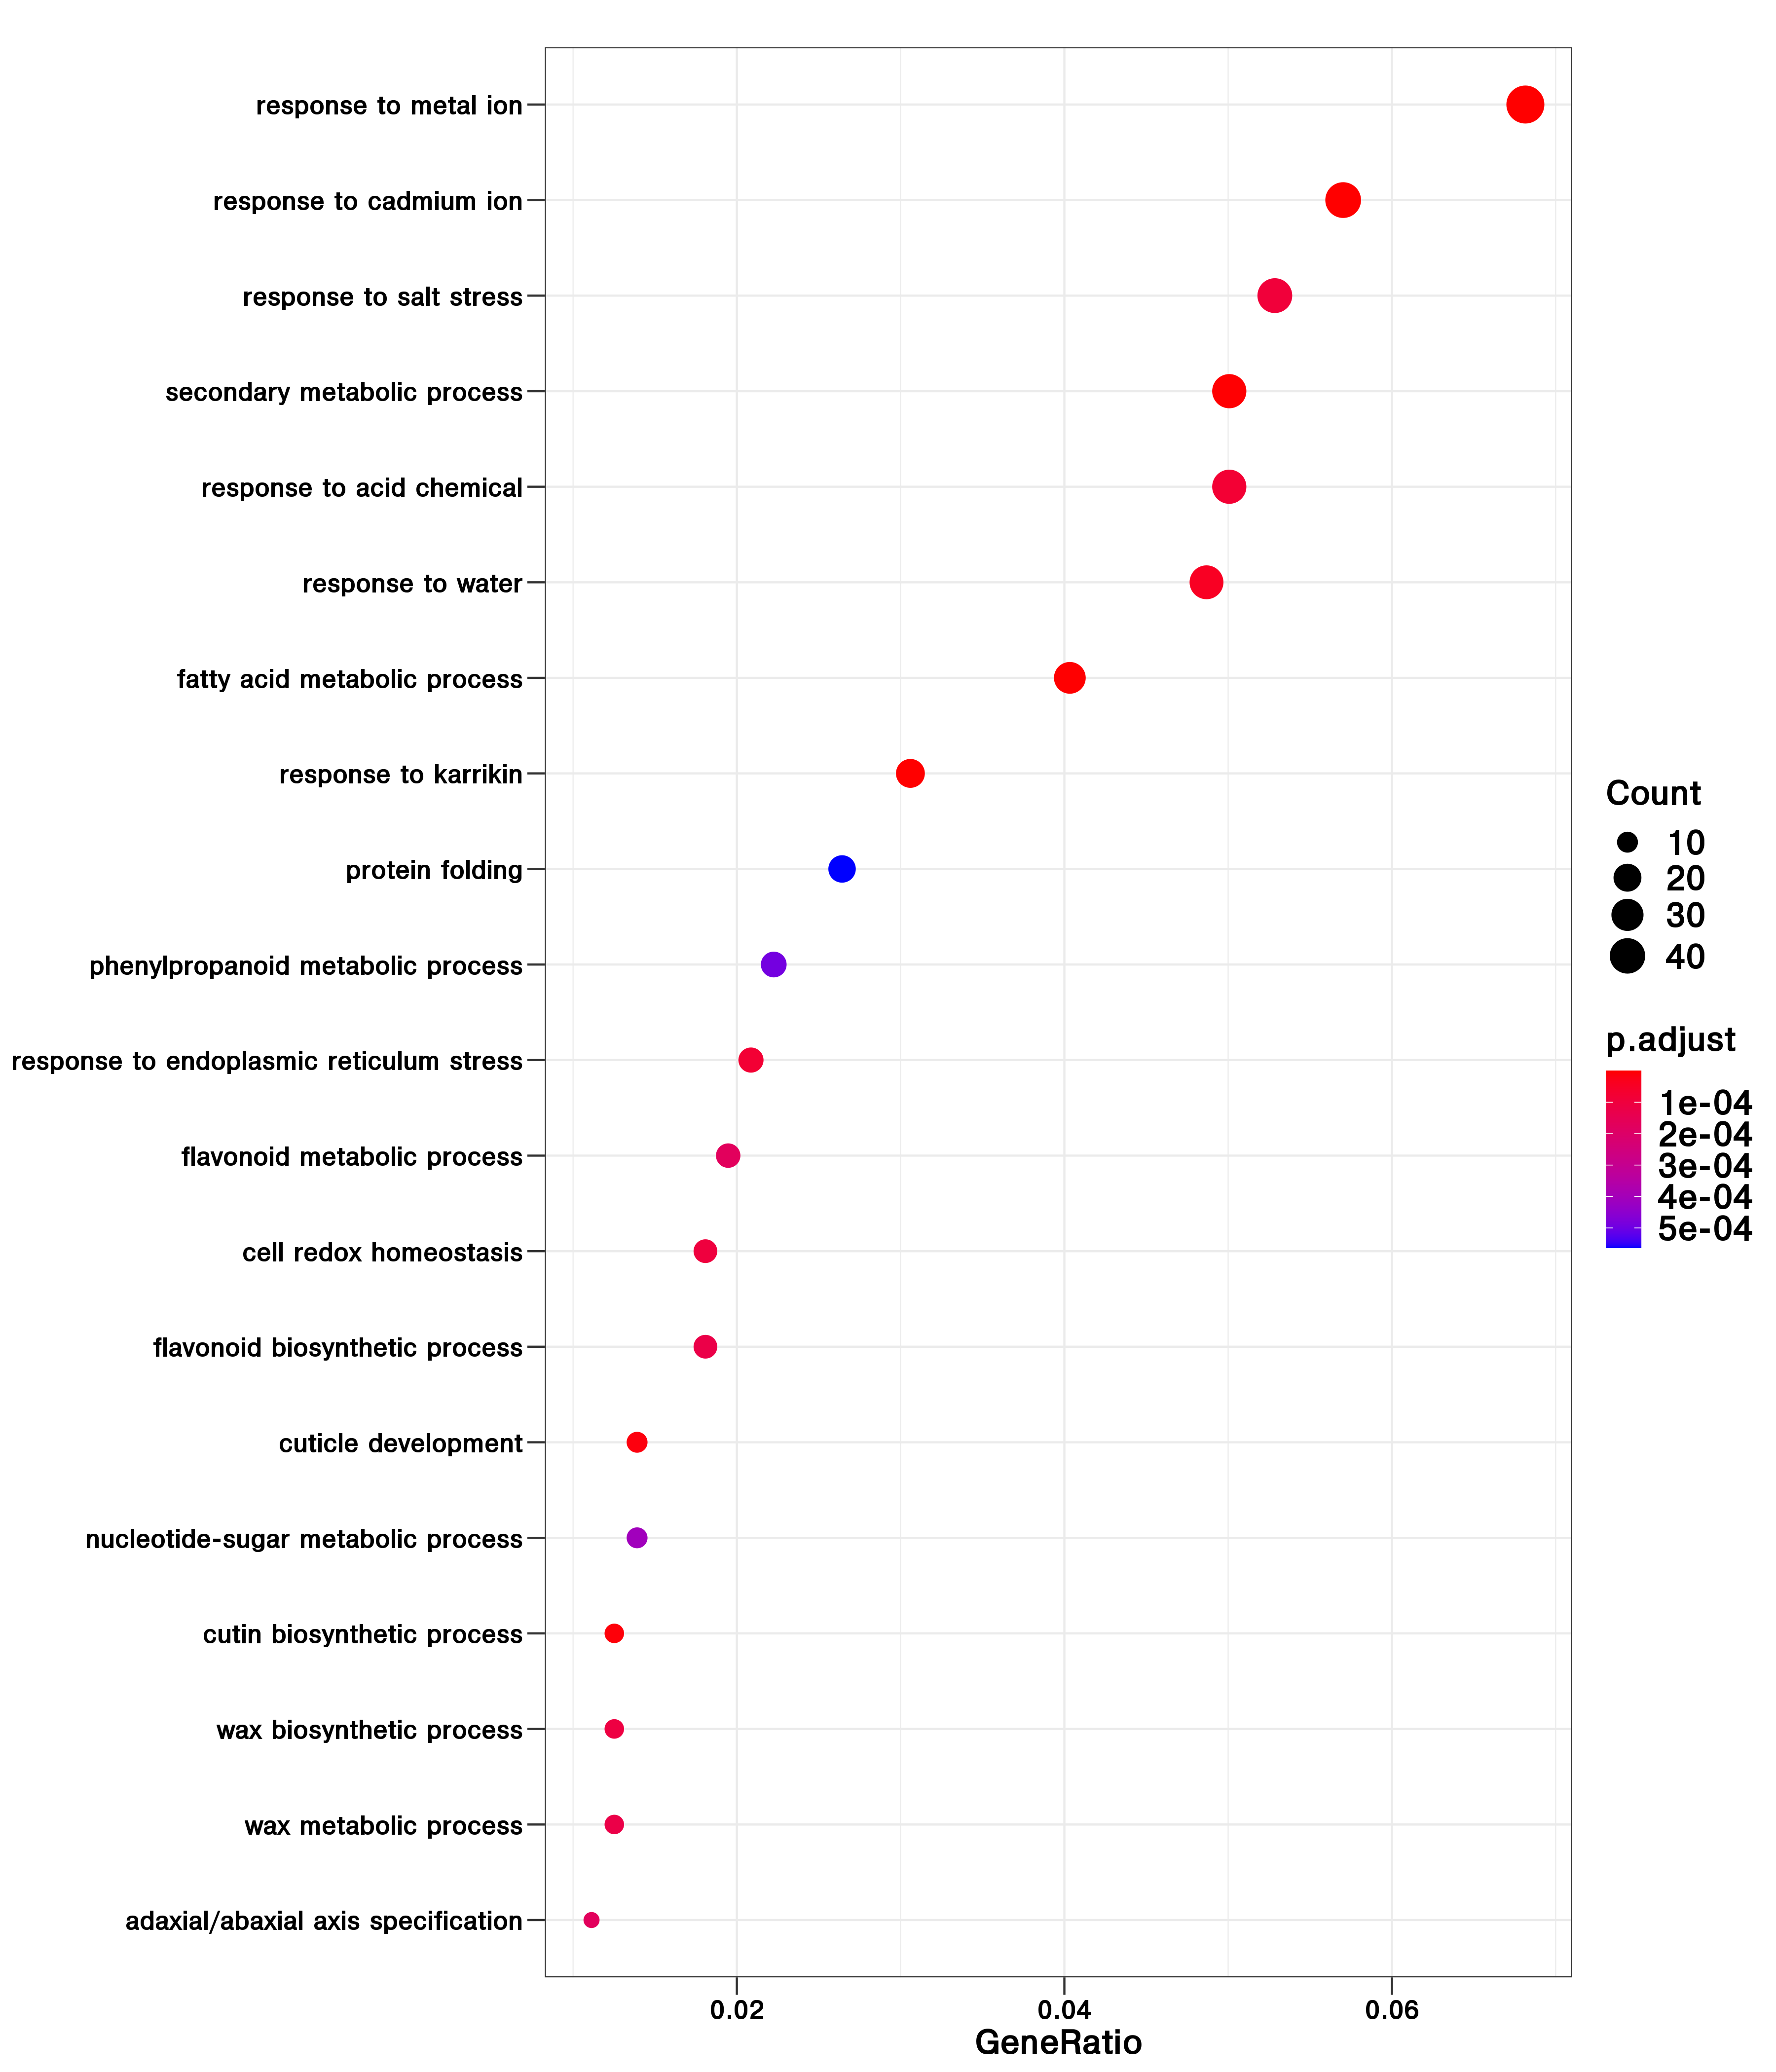 response to metal ion
response to cadmium ion
response to salt stress
secondary metabolic process
response to acid chemical
response to water
fatty acid metabolic process
response to karrikin
protein folding
phenylpropanoid metabolic process
response to endoplasmic reticulum stress
flavonoid metabolic process
cell redox homeostasis
flavonoid biosynthetic process
cuticle development
nucleotide-sugar metabolic process
cutin biosynthetic process
wax biosynthetic process
wax metabolic process
adaxial/abaxial axis specification
0.02 0.04 0.06
GeneRatio
Count
10
20
30
40
p.adjust
1e-04
2e-04
3e-04
4e-04
5e-04